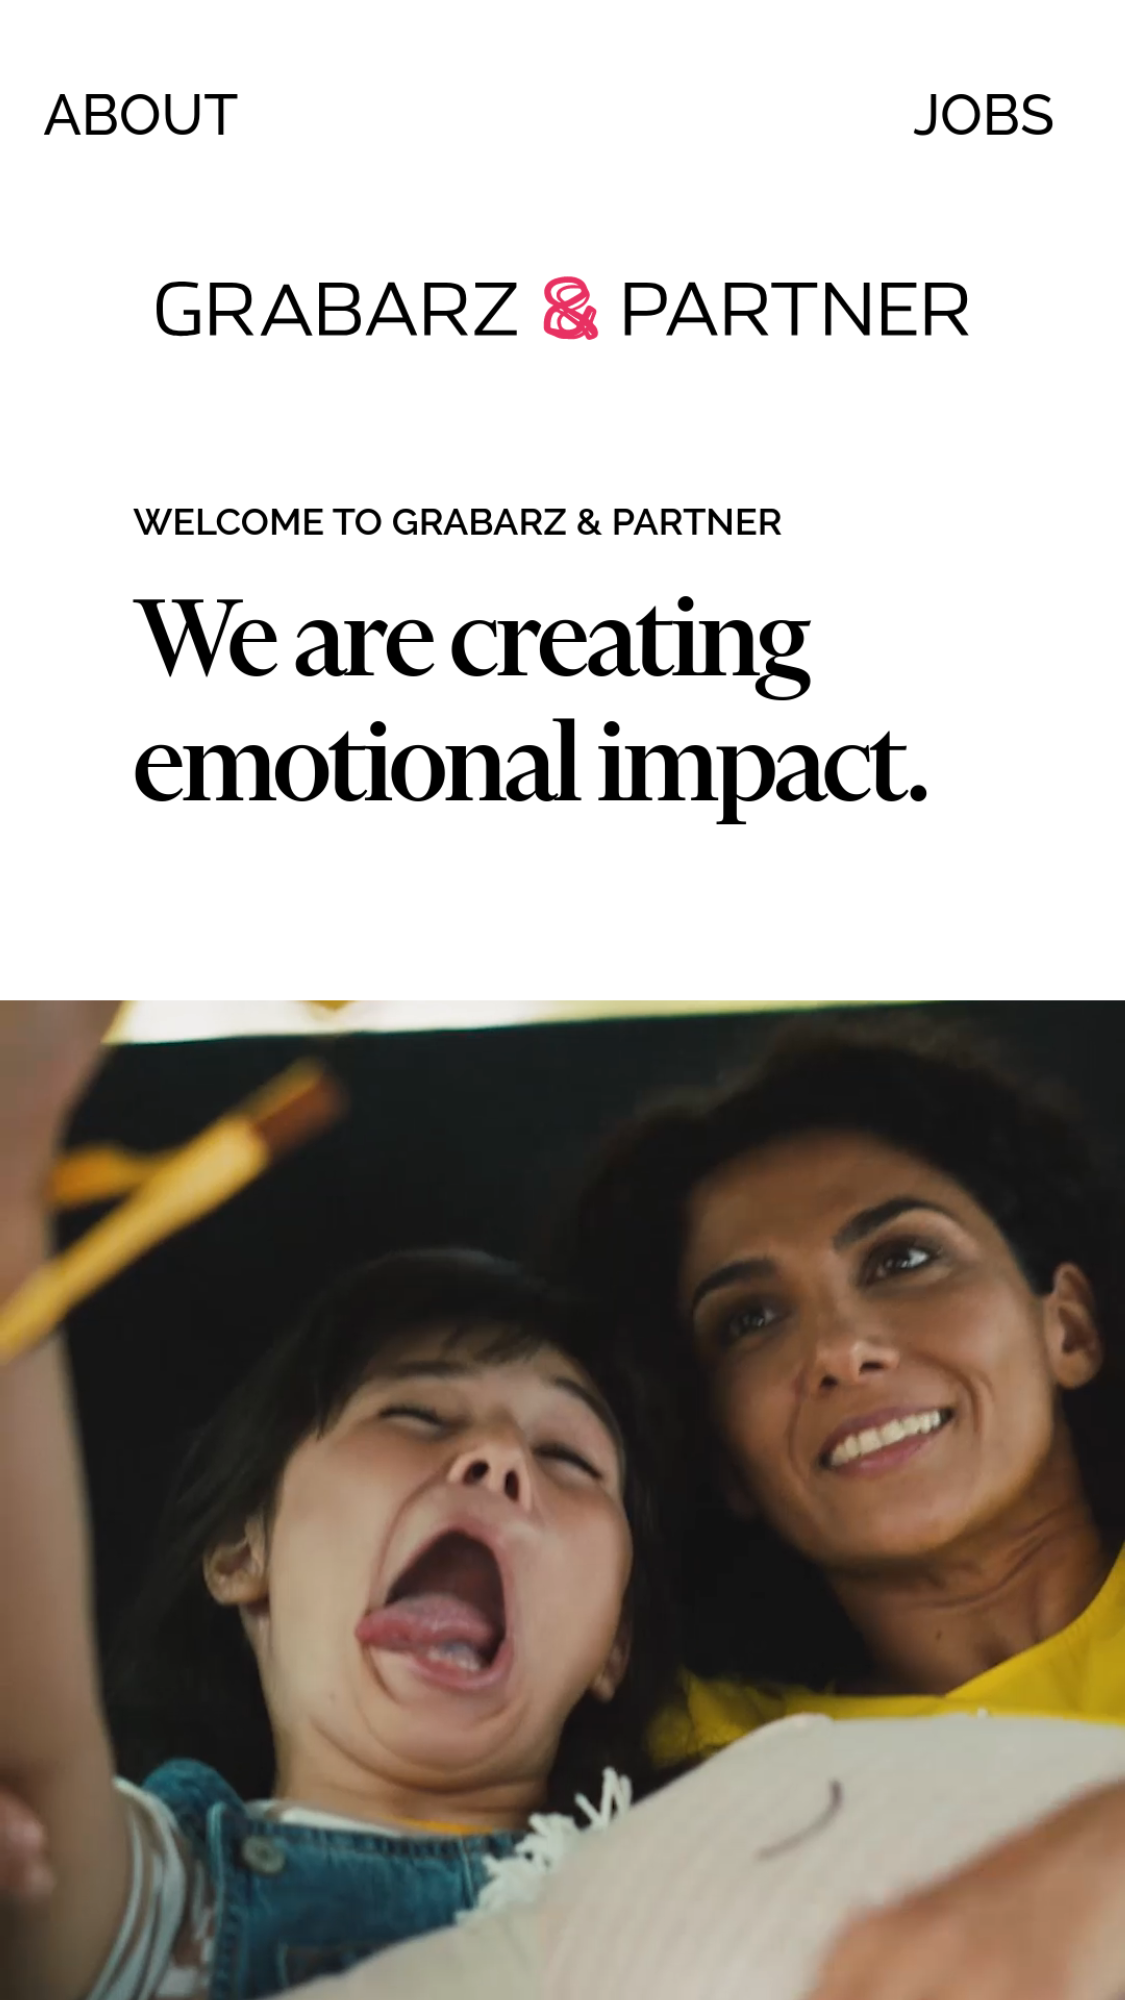 ABOUT
JOBS
GRABARZ & PARTNER
WELCOME TO GRABARZ & PARTNER
We are creating
emotional impact.